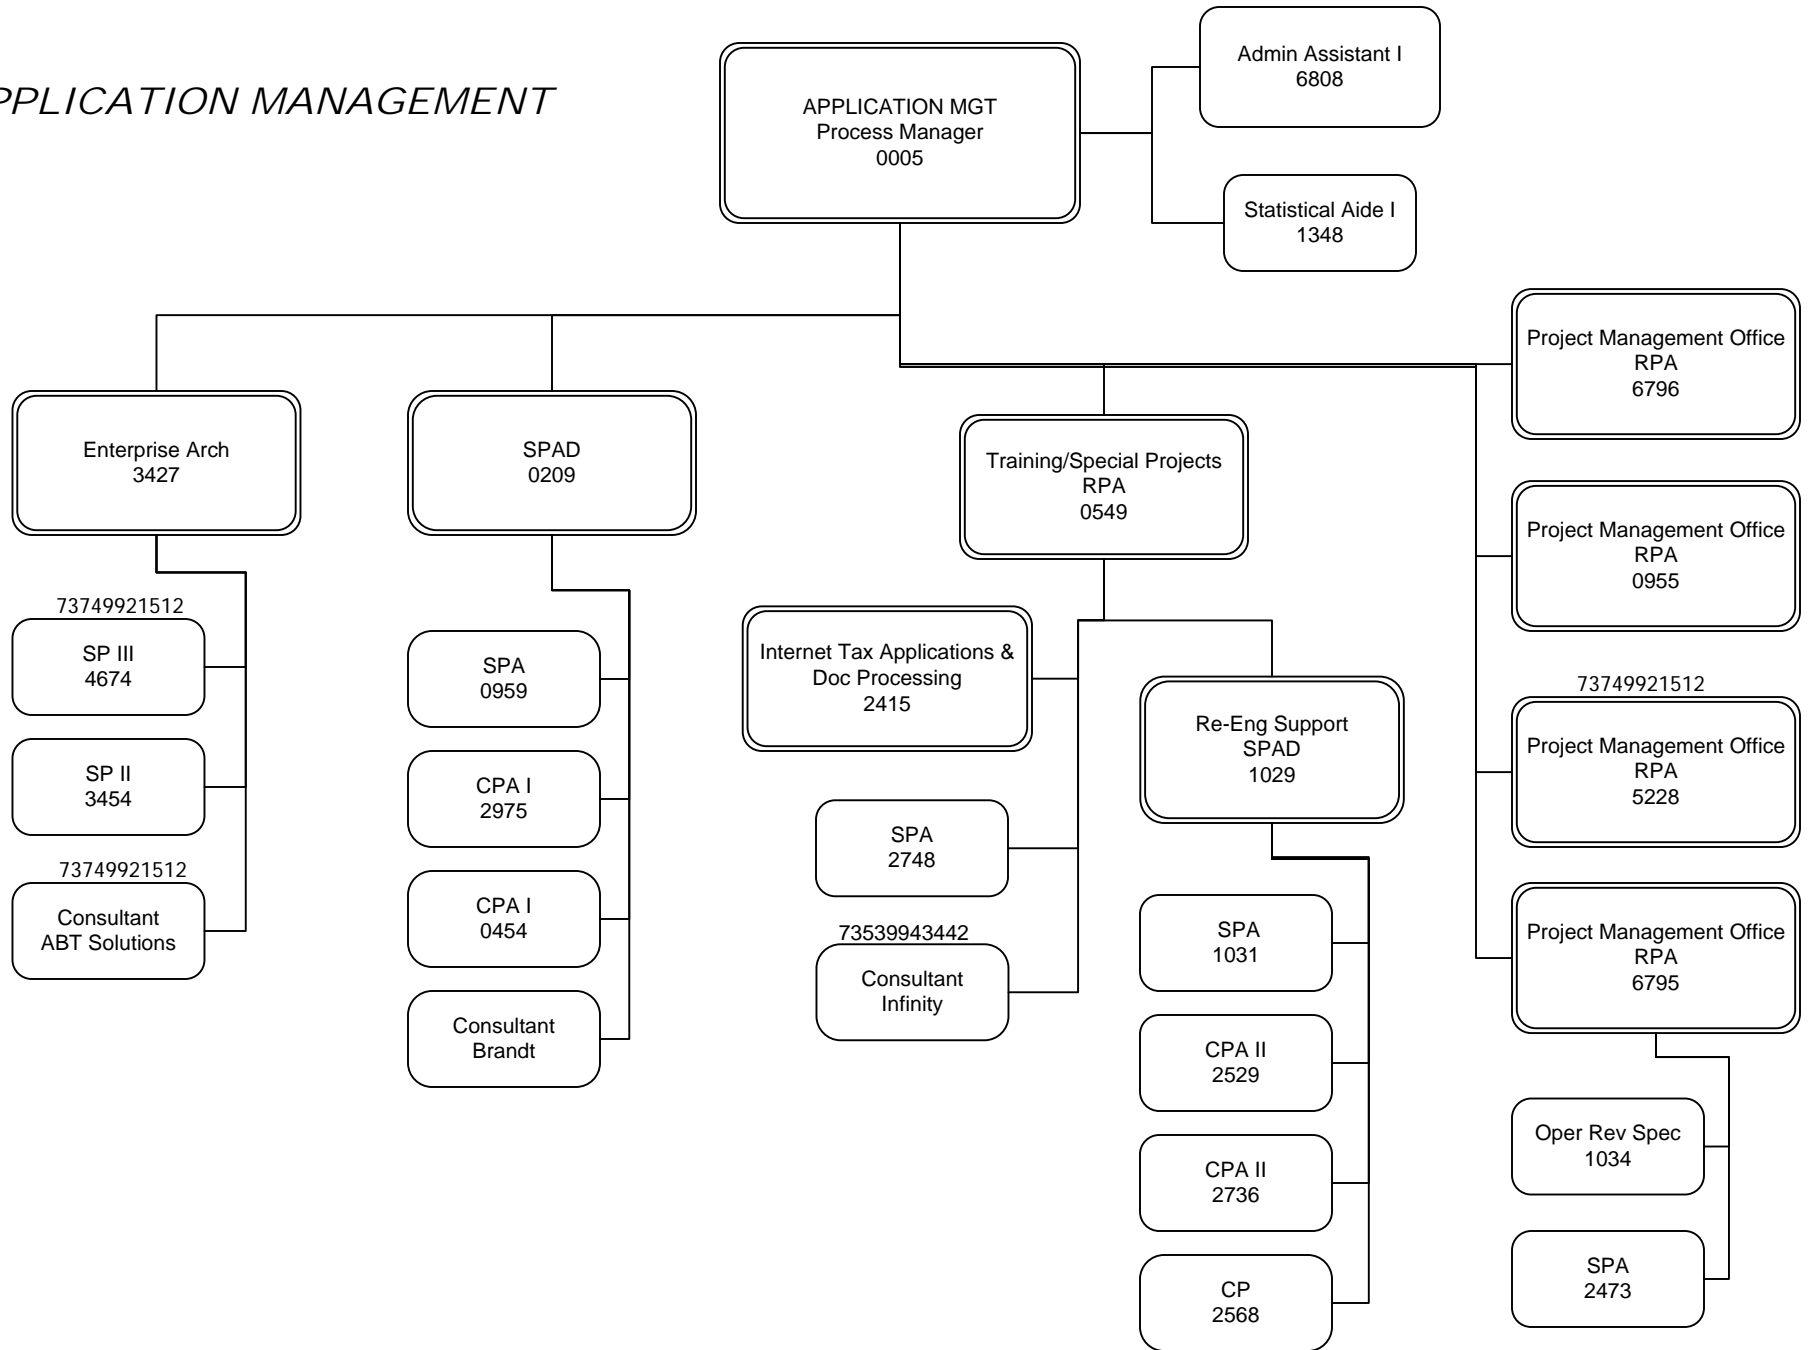 PPLICATION MANAGEMENT
APPLICATION MGT
Process Manager
0005
Admin Assistant I
6808
Statistical Aide I
1348
Enterprise Arch
3427
73749921512
SP III
4674
SP II
3454
73749921512
Consultant
ABT Solutions
SPAD
0209
SPA
0959
CPA I
2975
CPA I
0454
Consultant
Brandt
Training/Special Projects
RPA
0549
Internet Tax Applications &
Doc Processing
2415
SPA
2748
73539943442
Consultant
Infinity
Re-Eng Support
SPAD
1029
SPA
1031
CPA II
2529
CPA II
2736
CP
2568
Project Management Office
RPA
6796
Project Management Office
RPA
0955
73749921512
Project Management Office
RPA
5228
Project Management Office
RPA
6795
Oper Rev Spec
1034
SPA
2473